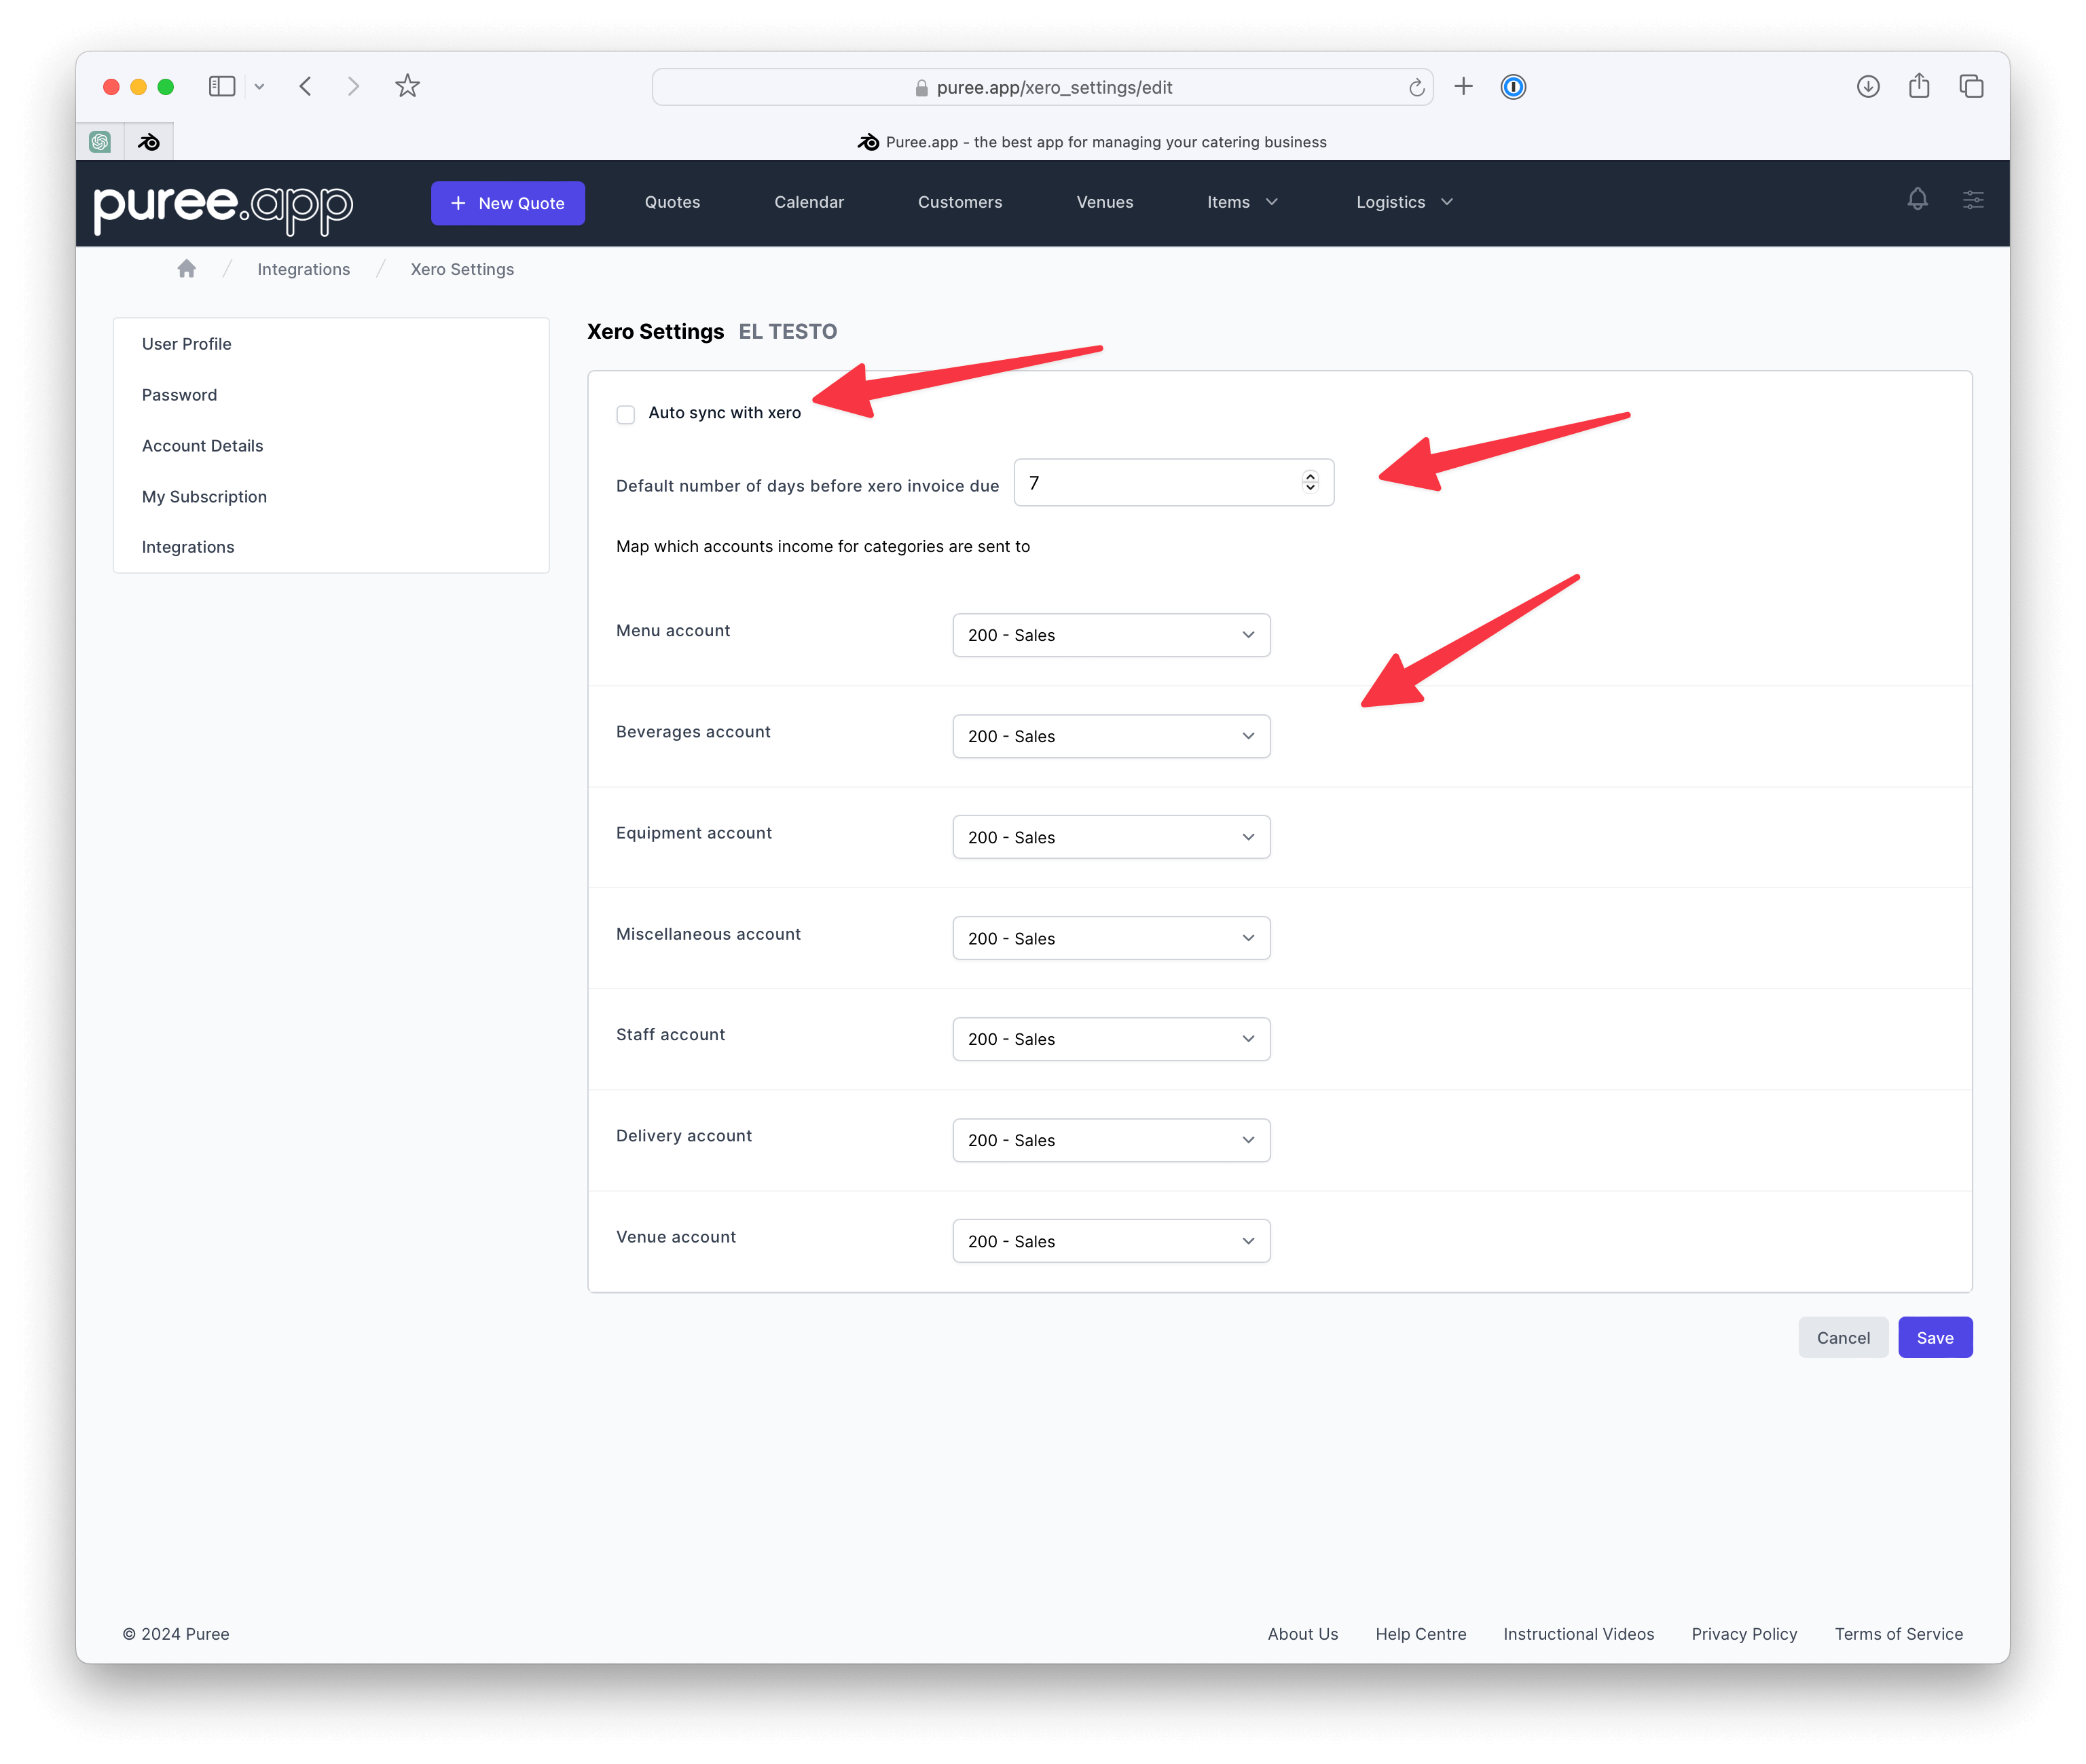 puree.app/xero_settings/edit
Puree.app - the best app for managing your catering business
puree.app
New Quote
Quotes
Calendar
Customers
Venues
Items
Logistics
Integrations / Xero Settings
User Profile
Password
Account Details
My Subscription
Integrations
Xero Settings EL TESTO
Auto sync with xero
Default number of days before xero invoice due 7
Map which accounts income for categories are sent to
Menu account 200 - Sales
Beverages account 200 - Sales
Equipment account 200 - Sales
Miscellaneous account 200 - Sales
Staff account 200 - Sales
Delivery account 200 - Sales
Venue account 200 - Sales
Cancel
Save
© 2024 Puree
About Us
Help Centre
Instructional Videos
Privacy Policy
Terms of Service